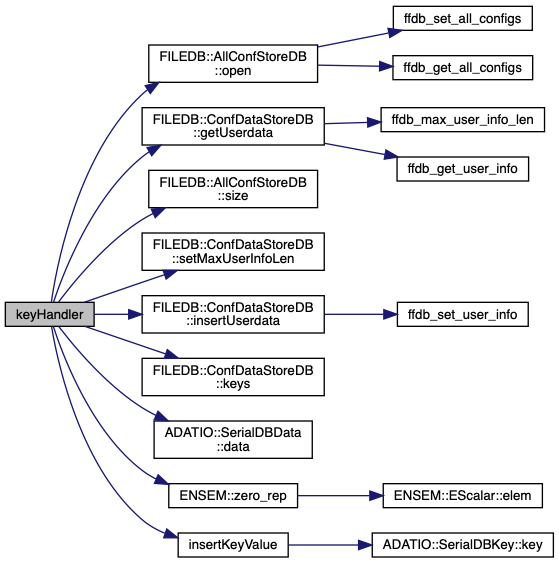 keyHandler
FILEDB::AllConfStoreDB
::open
ffdb_set_all_configs
ffdb_get_all_configs
FILEDB::ConfDataStoreDB
::getUserdata
ffdb_max_user_info_len
ffdb_get_user_info
FILEDB::AllConfStoreDB
::size
FILEDB::ConfDataStoreDB
::setMaxUserInfoLen
FILEDB::ConfDataStoreDB
::insertUserdata
ffdb_set_user_info
FILEDB::ConfDataStoreDB
::keys
ADATIO::SerialDBData
::data
ENSEM::zero_rep
ENSEM::EScalar::elem
insertKeyValue
ADATIO::SerialDBKey::key